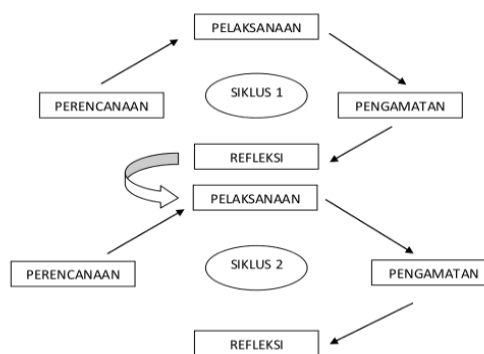 PELAKSANAAN
SIKLUS 1
PERENCANAAN
PENGAMATAN
REFLEKSI
PELAKSANAAN
SIKLUS 2
PERENCANAAN
PENGAMATAN
REFLEKSI